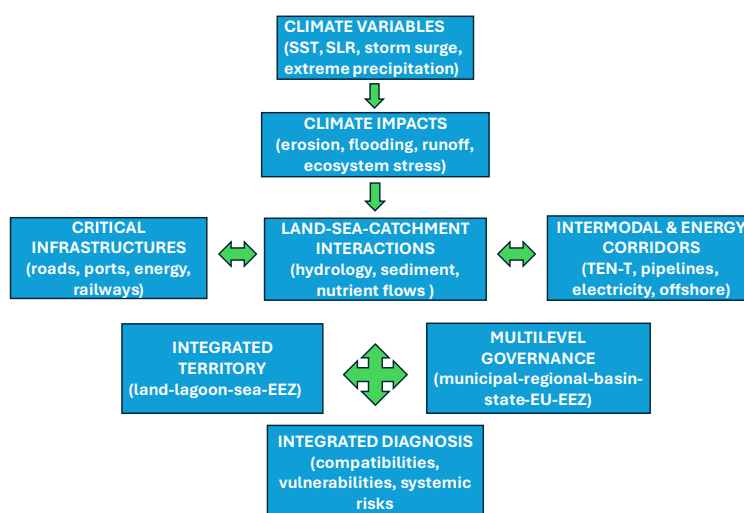 CLIMATE VARIABLES
(SST, SLR, storm surge,
extreme precipitation)
CLIMATE IMPACTS
(erosion, flooding, runoff,
ecosystem stress)
CRITICAL
INFRASTRUCTURES
(roads, ports, energy,
railways)
LAND-SEA-CATCHMENT
INTERACTIONS
(hydrology, sediment,
nutrient flows )
INTERMODAL & ENERGY
CORRIDORS
(TEN-T, pipelines,
electricity, offshore)
INTEGRATED
TERRITORY
(land-lagoon-sea-EEZ)
MULTILEVEL
GOVERNANCE
(municipal-regional-basin-
state-EU-EEZ)
INTEGRATED DIAGNOSIS
(compatibilities,
vulnerabilities, systemic
risks